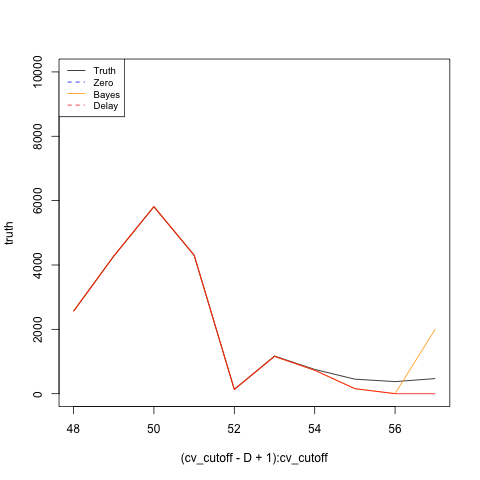 Truth
Zero
Bayes
Delay
10000
8000
6000
4000
2000
0
truth
48
50
52
54
56
(cv_cutoff - D + 1):cv_cutoff